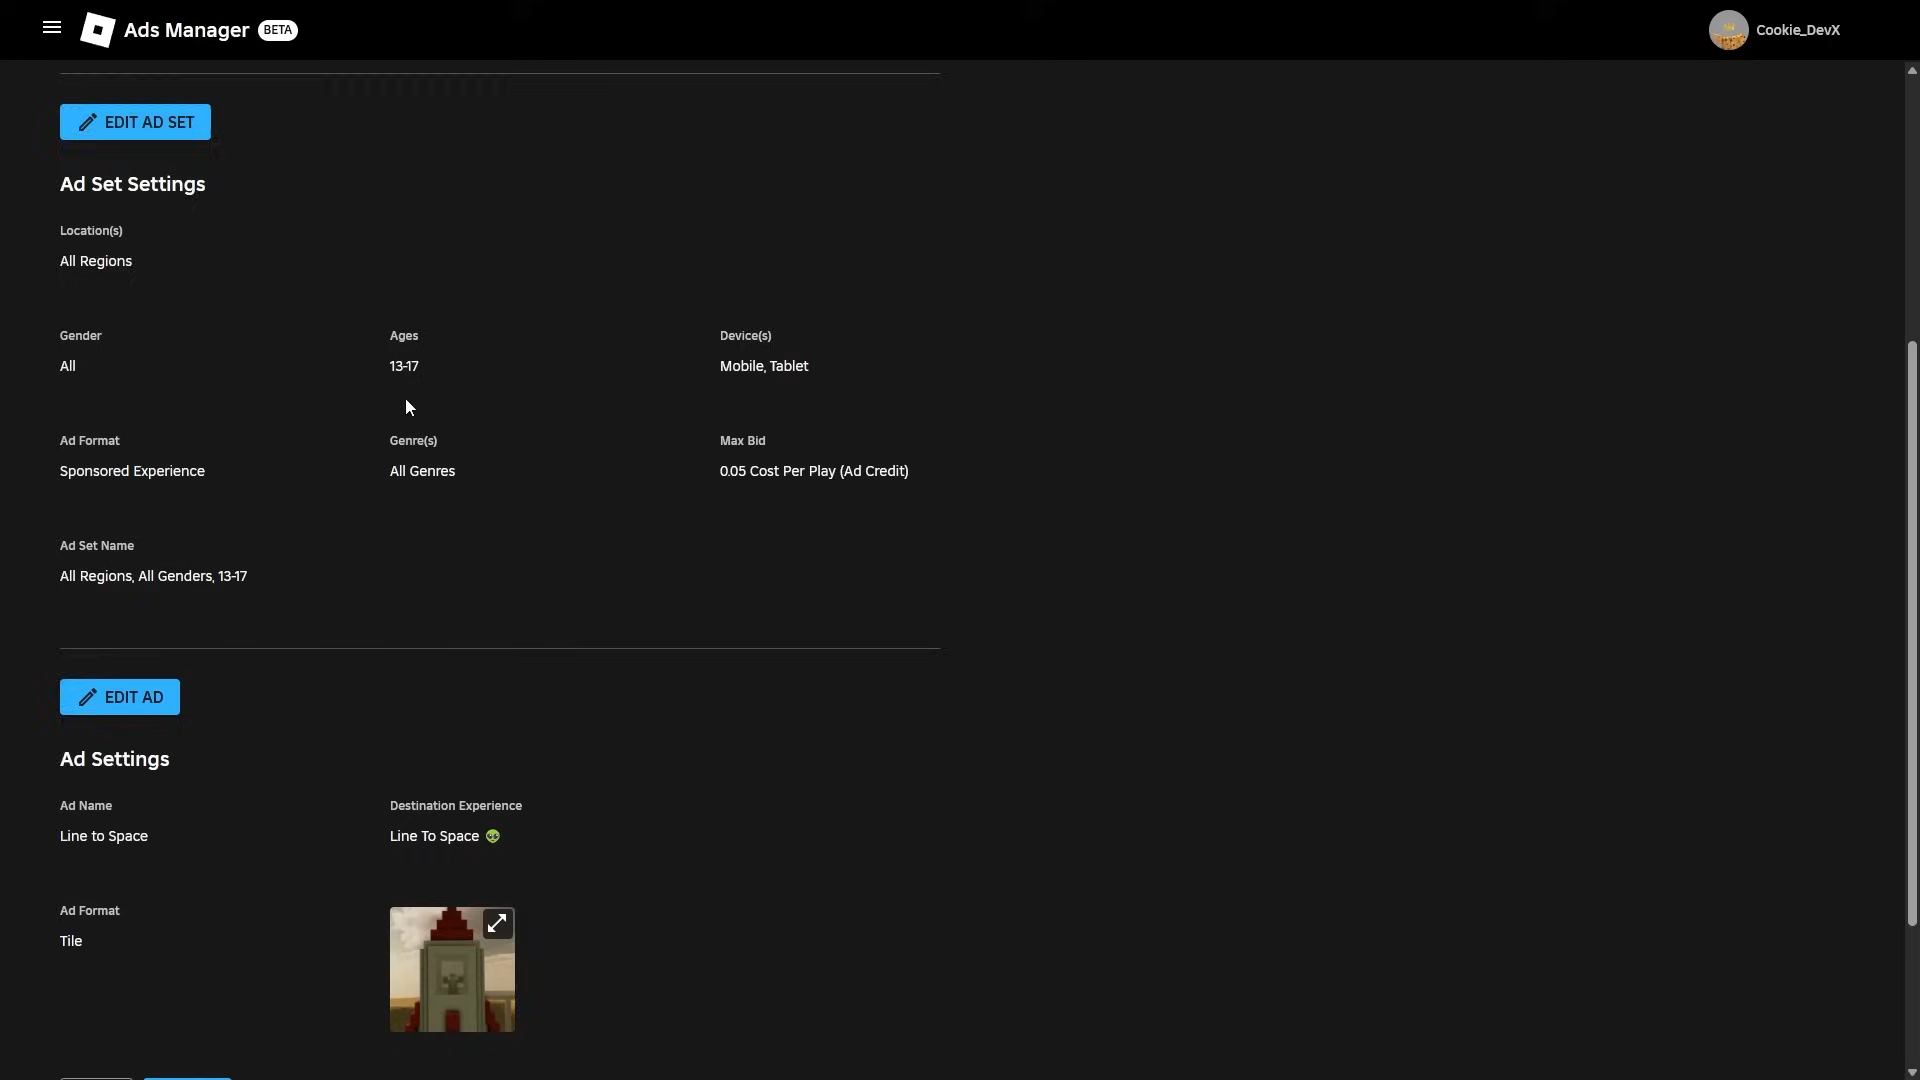 Ads Manager BETA
Cookie_DevX
EDIT AD SET
Ad Set Settings
Location(s)
All Regions
Gender Ages Device(s)
All 13-17 Mobile, Tablet
Ad Format Genre(s) Max Bid
Sponsored Experience All Genres 0.05 Cost Per Play (Ad Credit)
Ad Set Name
All Regions, All Genders, 13-17
EDIT AD
Ad Settings
Ad Name Destination Experience
Line to Space Line To Space 👽
Ad Format
Tile